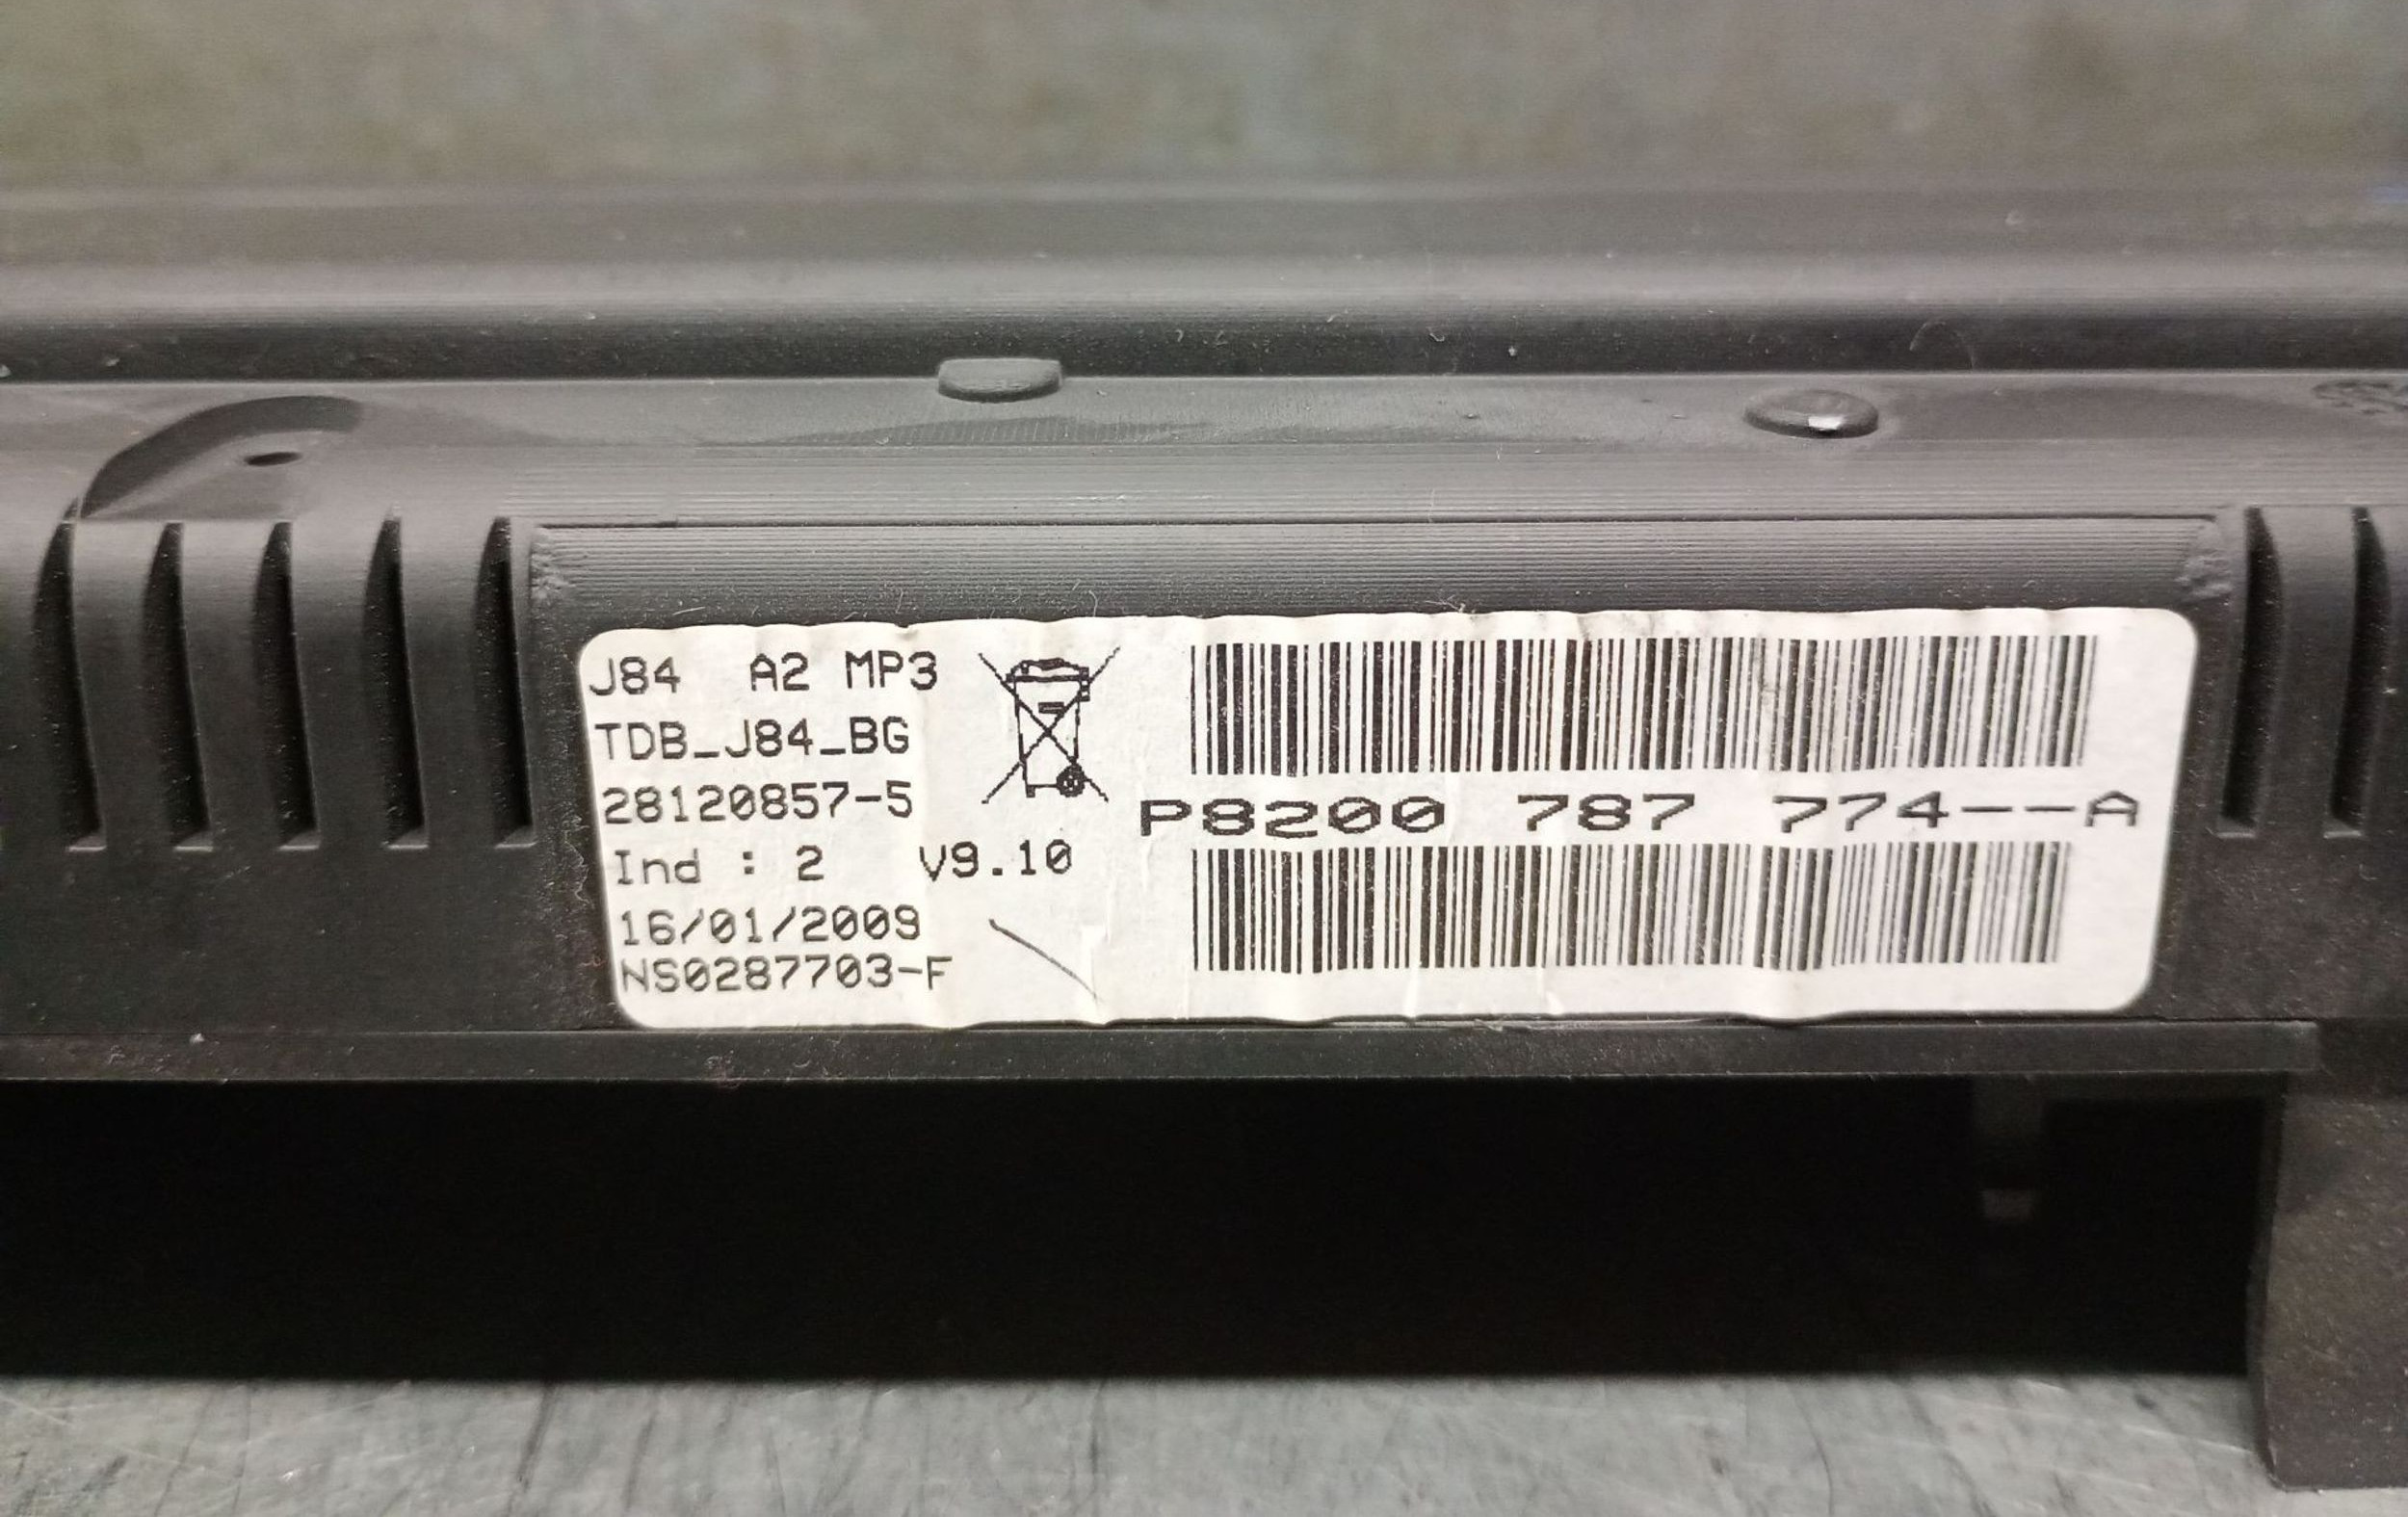 J84 A2 MP3
TDB_J84_BG
28120857-5
Ind : 2 V9.10
16/01/2009
NS0287703-F
P8200 787 774--A